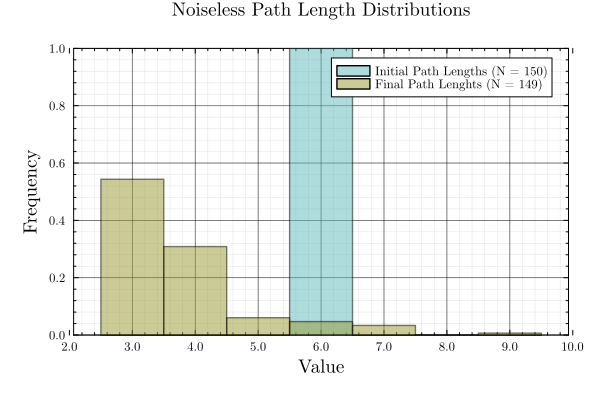 Noiseless Path Length Distributions
Initial Path Lengths (N = 150)
Final Path Lenghts (N = 149)
Frequency
1.0
0.8
0.6
0.4
0.2
0.0
2.0 3.0 4.0 5.0 6.0 7.0 8.0 9.0 10.0
Value